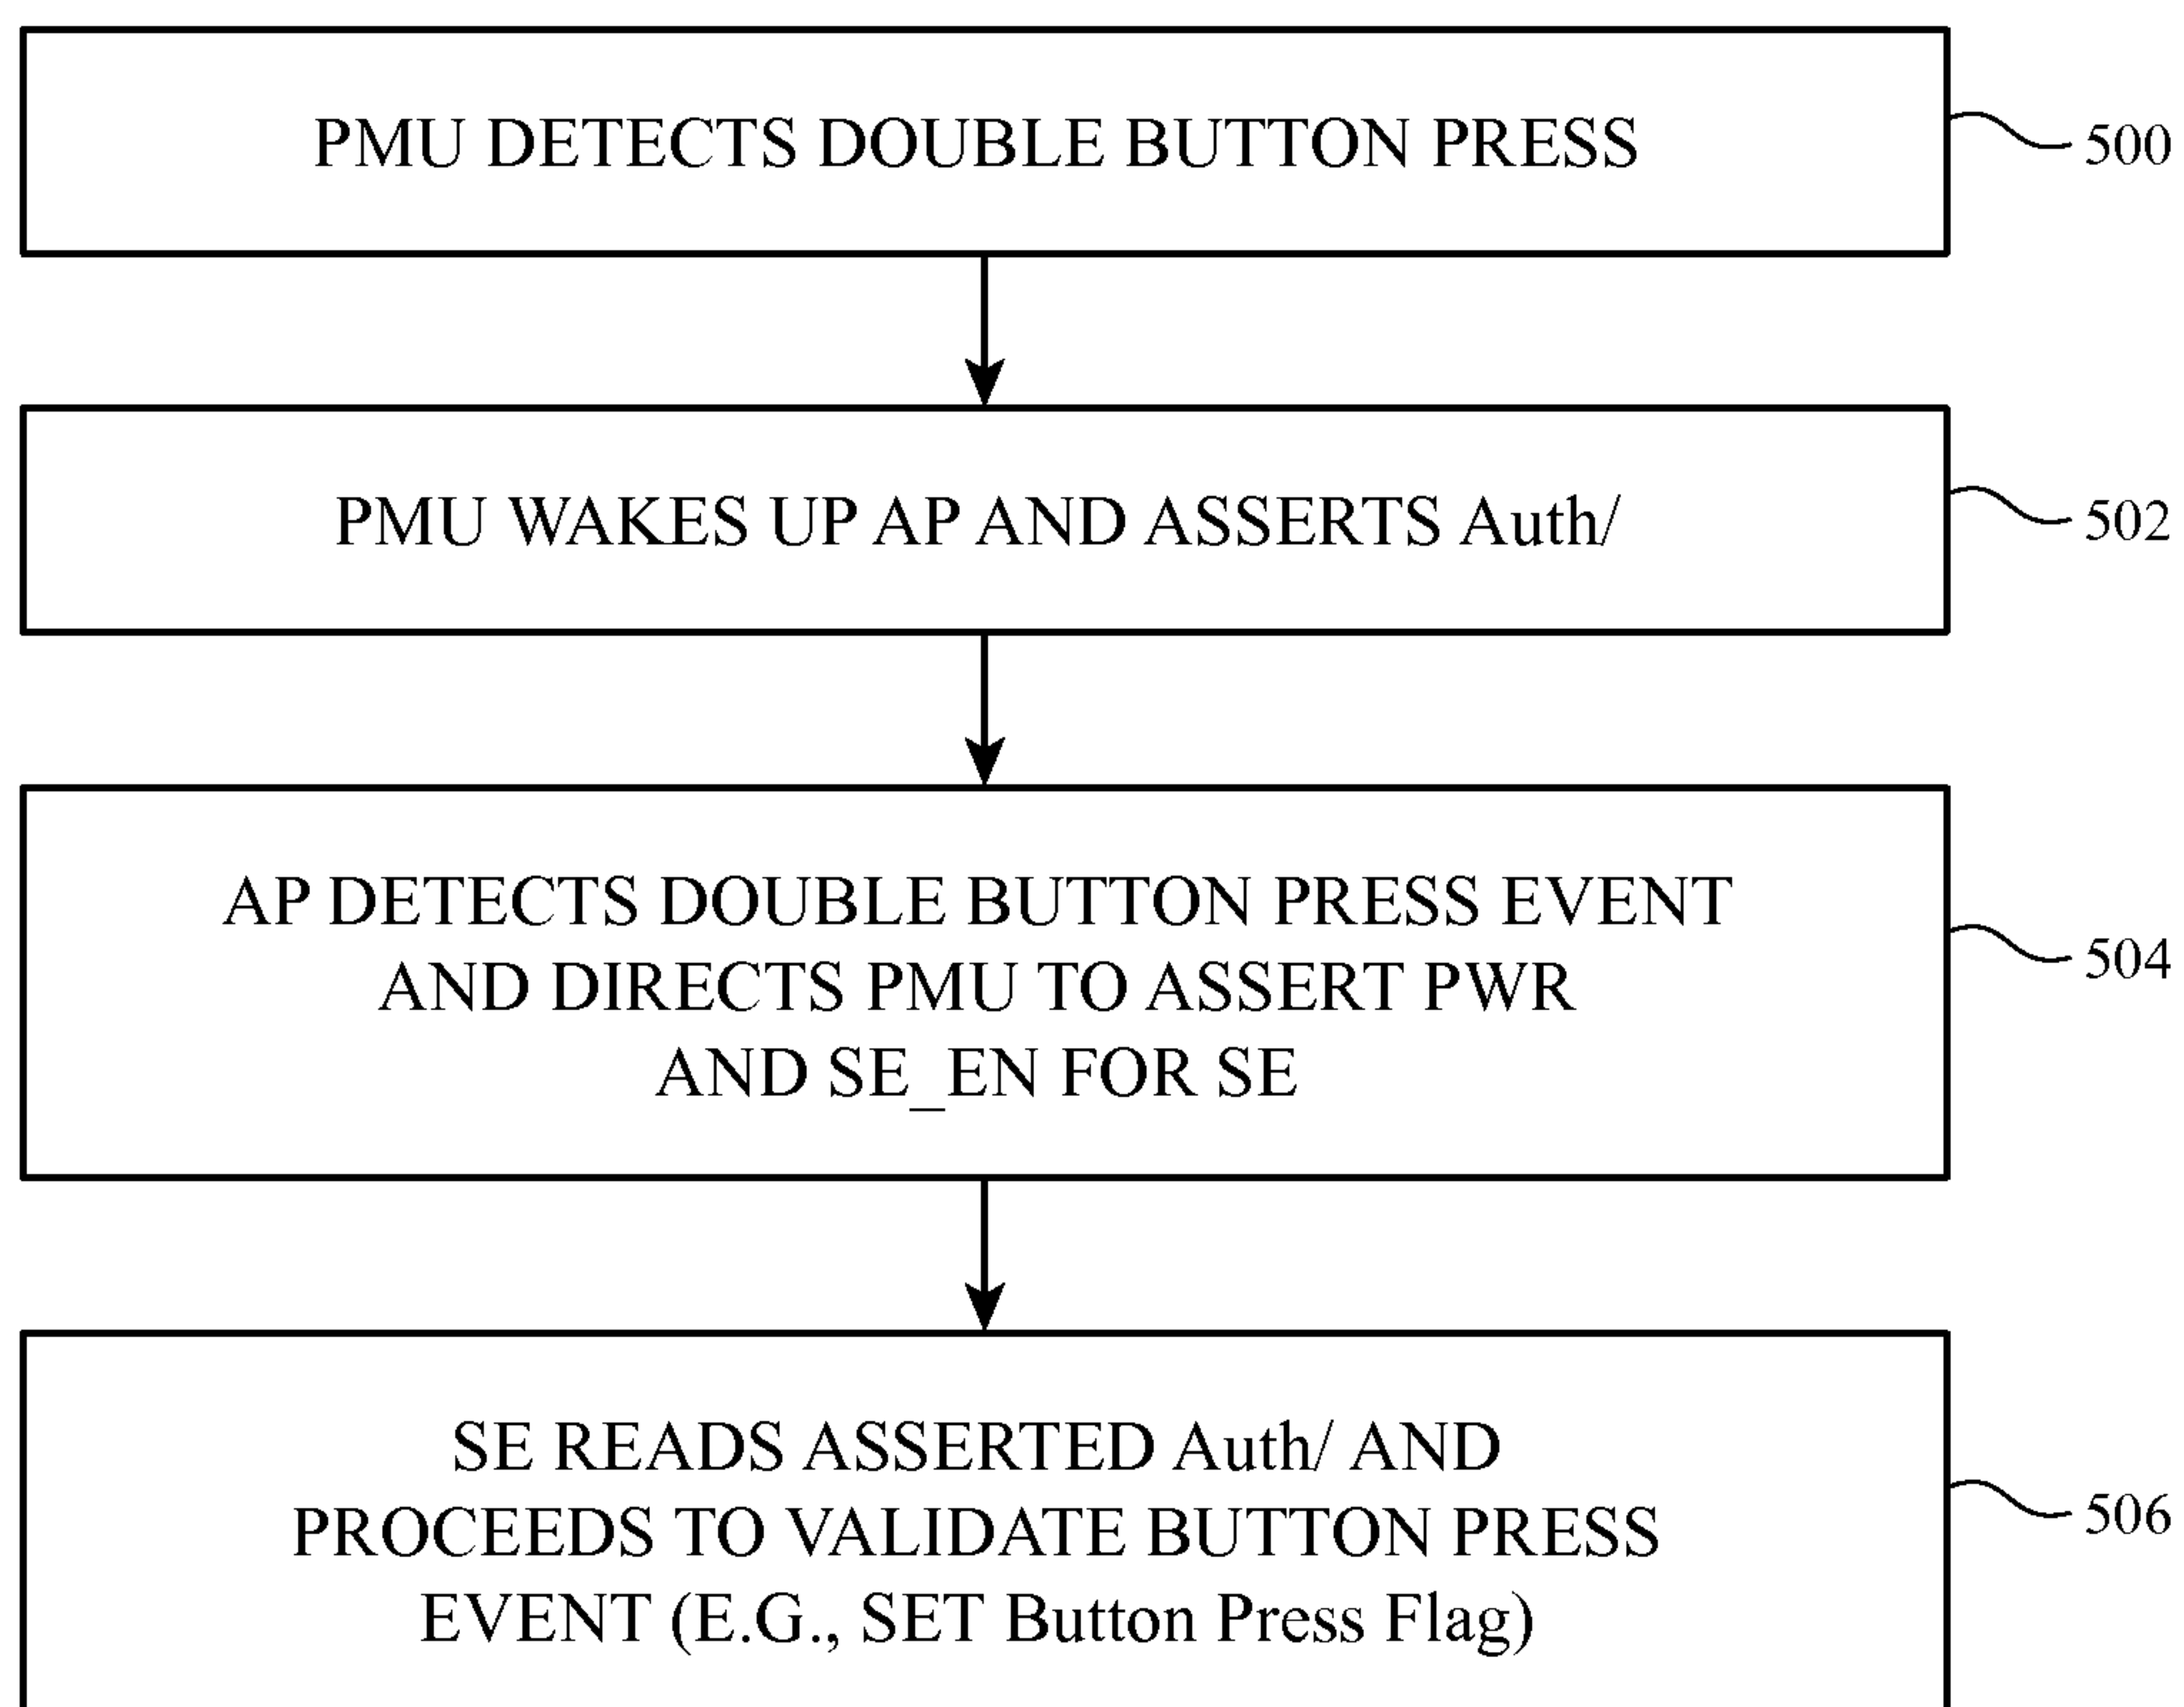 PMU DETECTS DOUBLE BUTTON PRESS
500
PMU WAKES UP AP AND ASSERTS Auth/
502
AP DETECTS DOUBLE BUTTON PRESS EVENT
AND DIRECTS PMU TO ASSERT PWR
AND SE_EN FOR SE
504
SE READS ASSERTED Auth/ AND
PROCEEDS TO VALIDATE BUTTON PRESS
EVENT (E.G., SET Button Press Flag)
506